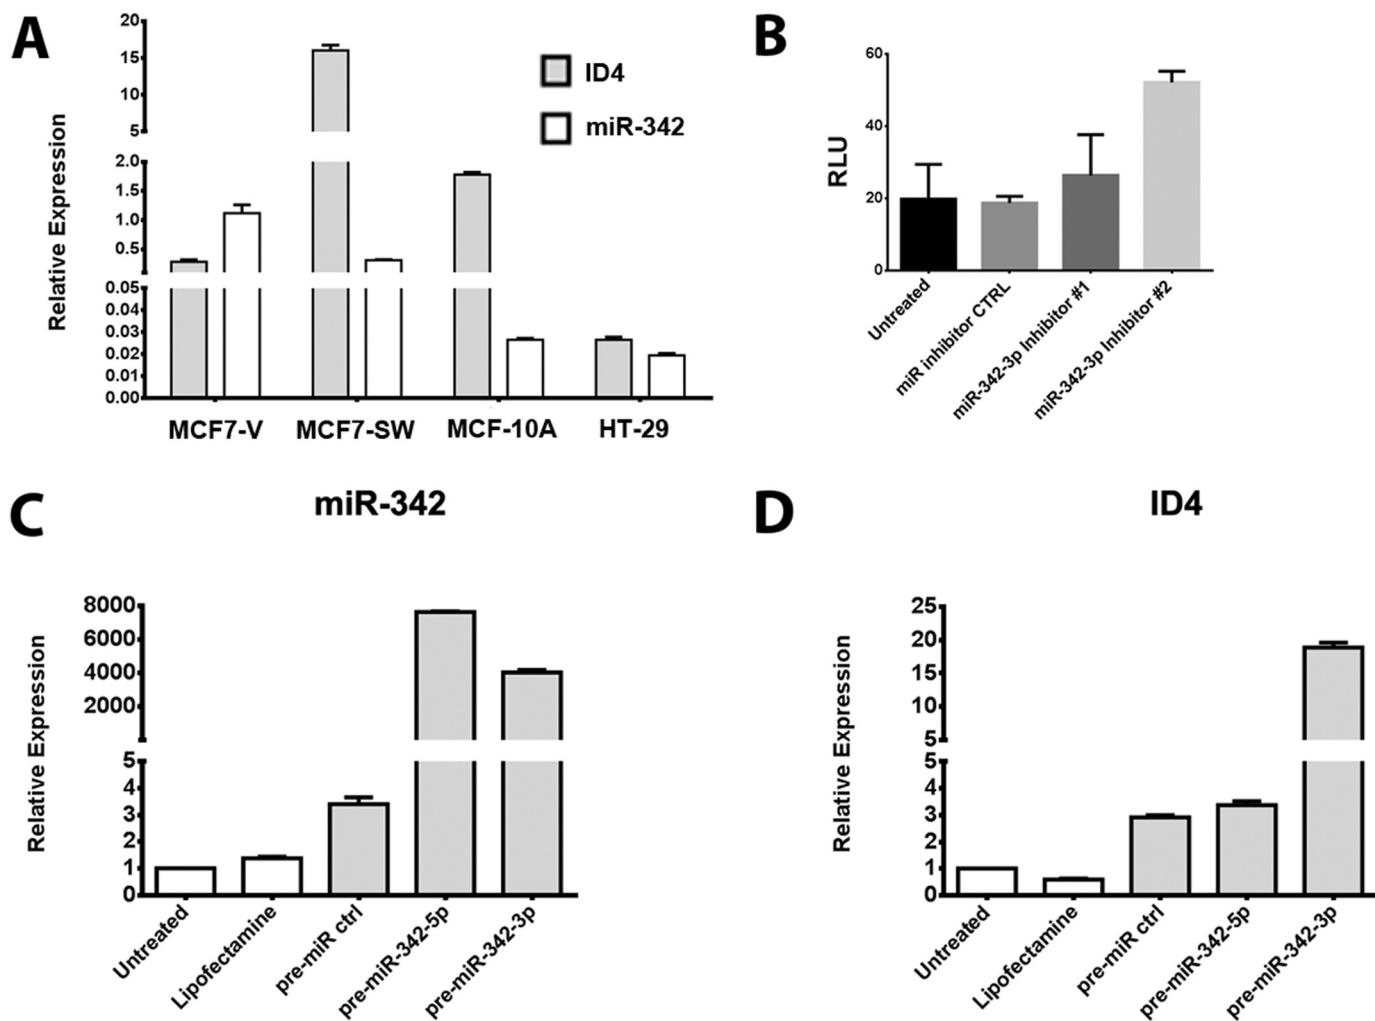 A
Relative Expression
20
15
10
5
2.0
1.5
1.0
0.5
0.05
0.04
0.03
0.02
0.01
0.00
MCF7-V
MCF7-SW
MCF-10A
HT-29
ID4
miR-342
B
RLU
60
40
20
0
Untreated
miR inhibitor CTRL
miR-342-3p Inhibitor #1
miR-342-3p Inhibitor #2
C
miR-342
Relative Expression
8000
6000
4000
2000
5
4
3
2
1
0
Untreated
Lipofectamine
pre-miR ctrl
pre-miR-342-5p
pre-miR-342-3p
D
ID4
Relative Expression
25
20
15
10
5
5
4
3
2
1
0
Untreated
Lipofectamine
pre-miR ctrl
pre-miR-342-5p
pre-miR-342-3p